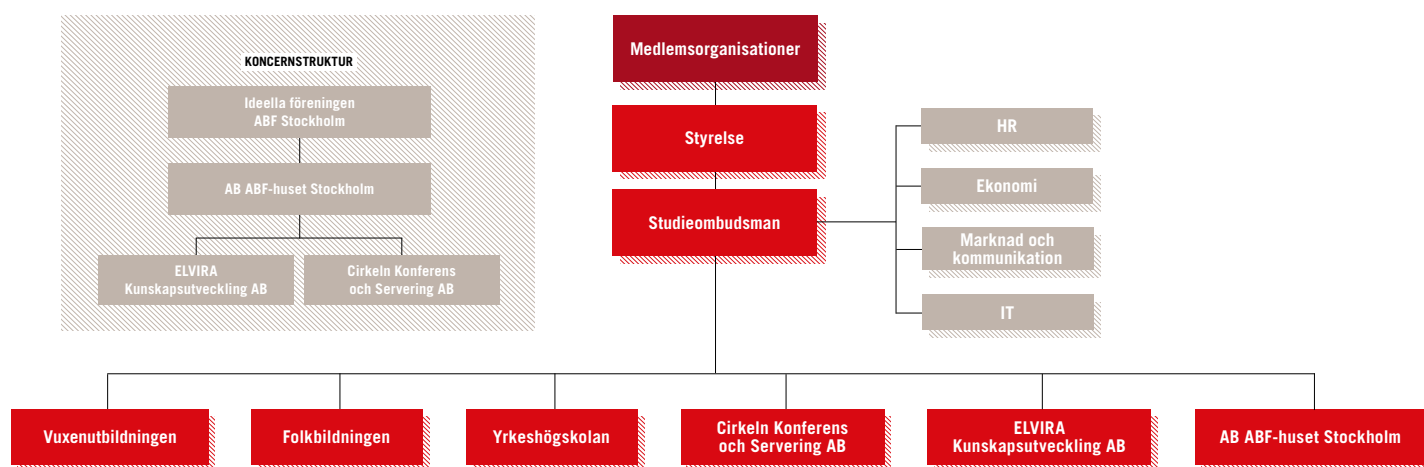 KONCERNSTRUKTUR
Ideella föreningen
ABF Stockholm
AB ABF-huset Stockholm
ELVIRA
Kunskapsutveckling AB
Cirkeln Konferens
och Servering AB
Medlemsorganisationer
Styrelse
Studieombudsman
HR
Ekonomi
Marknad och
kommunikation
IT
Vuxenutbildningen
Folkbildningen
Yrkeshögskolan
Cirkeln Konferens
och Servering AB
ELVIRA
Kunskapsutveckling AB
AB ABF-huset Stockholm